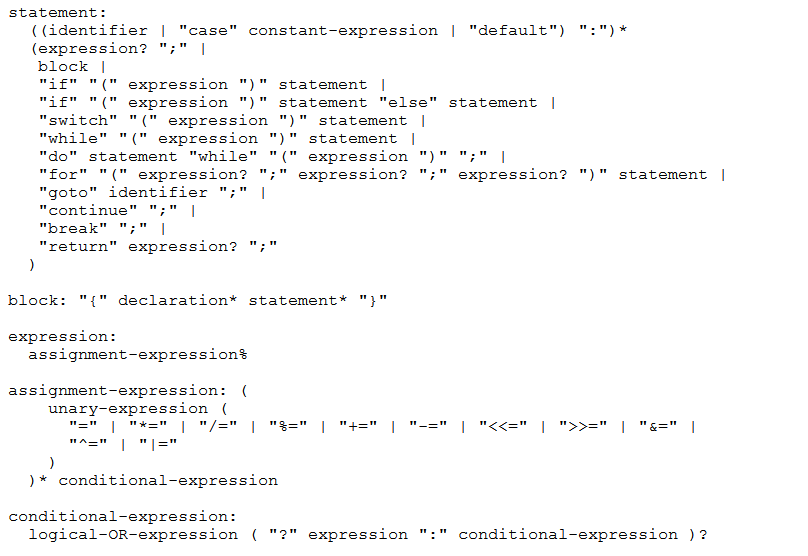 statement:
((identifier | "case" constant-expression | "default") ":")*
(expression? ";" |
block |
"if" "(" expression ")" statement |
"if" "(" expression ")" statement "else" statement |
"switch" "(" expression ")" statement |
"while" "(" expression ")" statement |
"do" statement "while" "(" expression ")" ";" |
"for" "(" expression? ";" expression? ";" expression? ")" statement |
"goto" identifier ";" |
"continue" ";" |
"break" ";" |
"return" expression? ";"
)
block: "{" declaration* statement* "}"
expression:
assignment-expression%
assignment-expression: (
unary-expression (
"=" | "*=" | "/=" | "%=" | "+=" | "-=" | "<<=" | ">>=" | "&=" |
"^=" | "|="
)
)* conditional-expression
conditional-expression:
logical-OR-expression ( "?" expression ":" conditional-expression )?